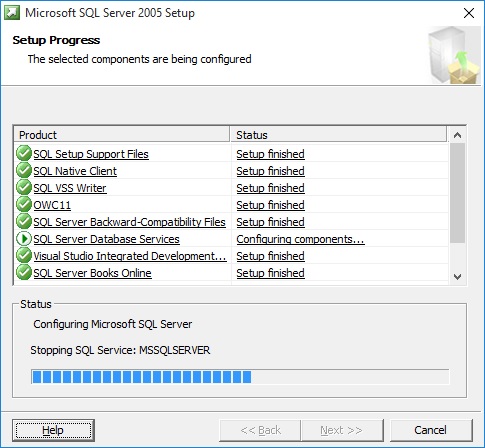 Microsoft SQL Server 2005 Setup
Setup Progress
The selected components are being configured
Product Status
SQL Setup Support Files Setup finished
SQL Native Client Setup finished
SQL VSS Writer Setup finished
OWC11 Setup finished
SQL Server Backward-Compatibility Files Setup finished
SQL Server Database Services Configuring components...
Visual Studio Integrated Development... Setup finished
SQL Server Books Online Setup finished
Status
Configuring Microsoft SQL Server
Stopping SQL Service: MSSQLSERVER
Help << Back Next >> Cancel